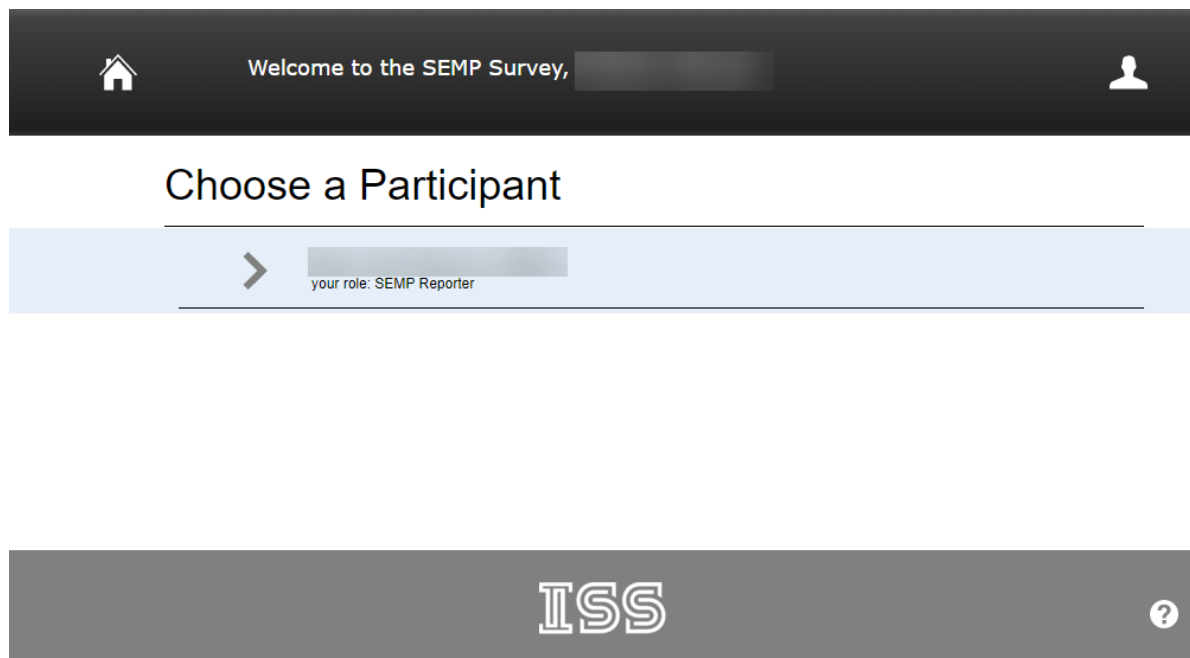 Welcome to the SEMP Survey,
Choose a Participant
your role: SEMP Reporter
ISS
?